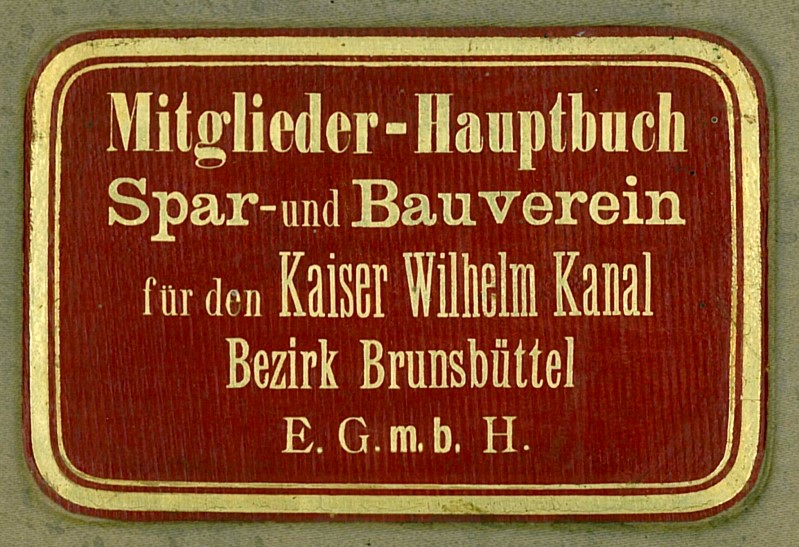 Mitglieder-Hauptbuch
Spar-und Bauverein
für den Kaiser Wilhelm Kanal
Bezirk Brunsbüttel
E. G. m. b. H.